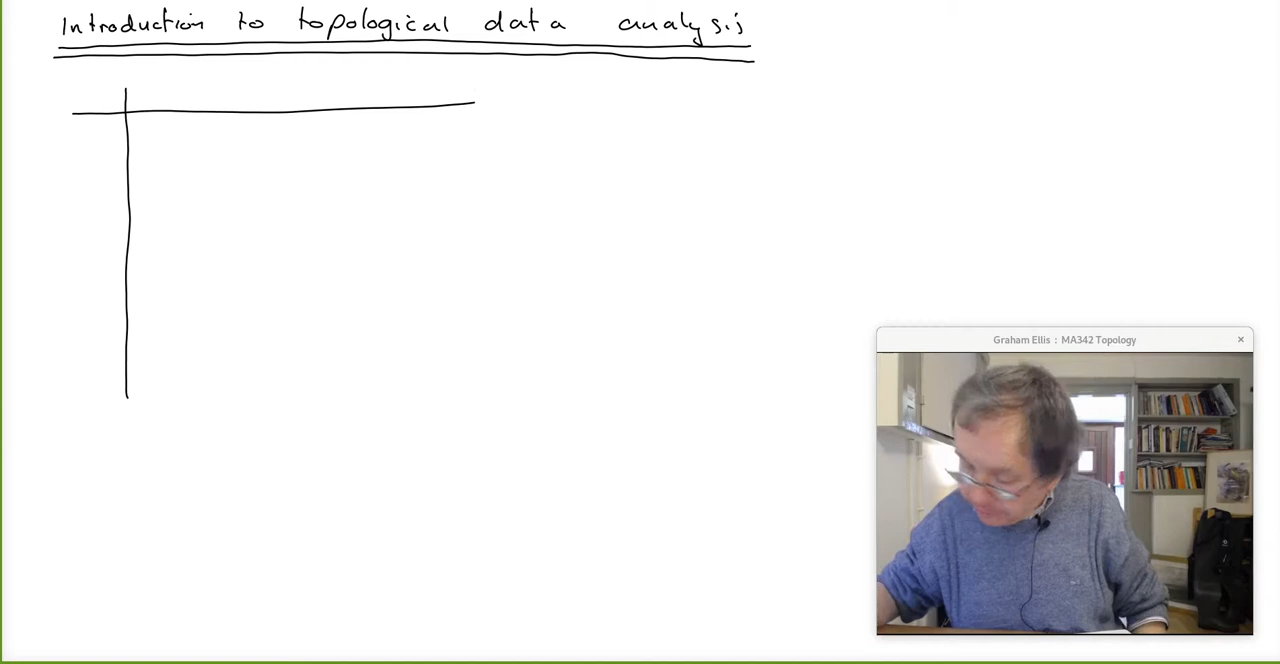 Introduction to topological data analysis
Graham Ellis : MA342 Topology